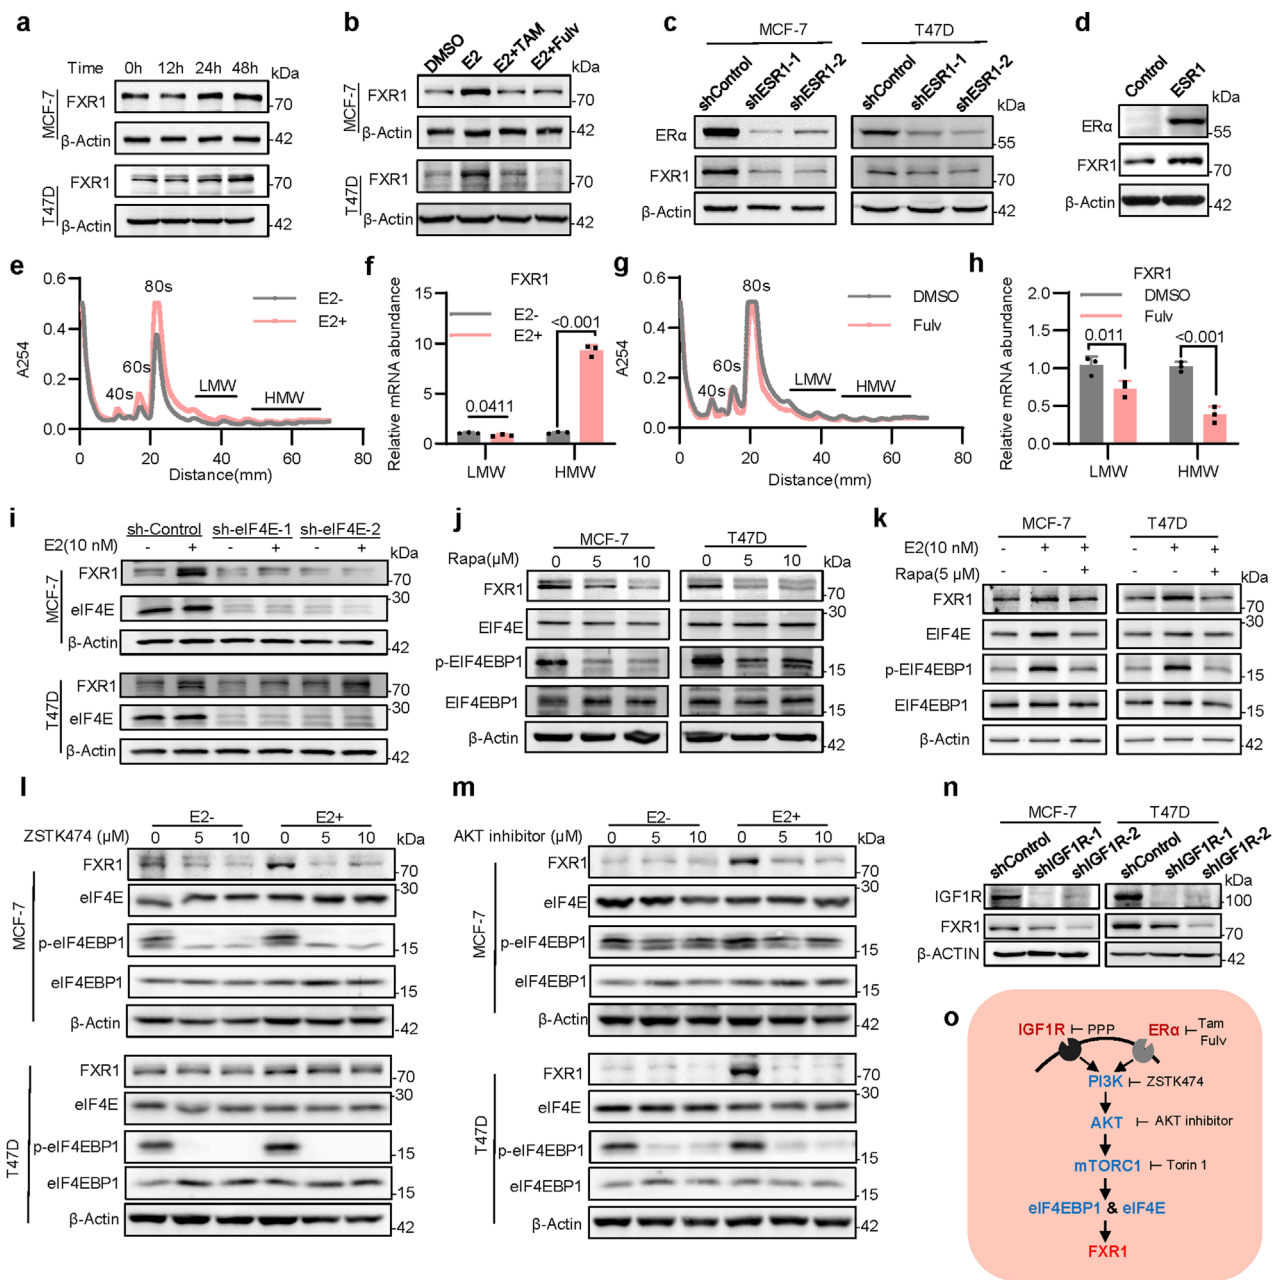 a
Time 0h 12h 24h 48h kDa
MCF-7
FXR1 -70
β-Actin -42
T47D
FXR1 -70
β-Actin -42
b
DMSO E2 E2+TAM E2+Fulv kDa
MCF-7
FXR1 -70
β-Actin -42
T47D
FXR1 -70
β-Actin -42
c
MCF-7 T47D
shControl shESR1-1 shESR1-2 shControl shESR1-1 shESR1-2 kDa
ERα -55
FXR1 -70
β-Actin -42
d
Control ESR1 kDa
ERα -55
FXR1 -70
β-Actin -42
e
A254
0.6
0.4
0.2
0.0
80s
60s
40s
LMW
HMW
E2-
E2+
0 20 40 60 80
Distance(mm)
f
FXR1
Relative mRNA abundance
15
10
5
0
E2-
E2+
<0.001
0.0411
LMW HMW
g
A254
0.6
0.4
0.2
0.0
80s
60s
40s
LMW
HMW
DMSO
Fulv
0 20 40 60 80
Distance(mm)
h
FXR1
Relative mRNA abundance
2.0
1.5
1.0
0.5
0.0
DMSO
Fulv
0.011
<0.001
LMW HMW
i
sh-Control sh-eIF4E-1 sh-eIF4E-2
E2(10 nM) - + - + - + kDa
MCF-7
FXR1 -70
-30
eIF4E
β-Actin -42
T47D
FXR1 -70
-30
eIF4E
β-Actin -42
j
MCF-7 T47D
Rapa(μM) 0 5 10 0 5 10 kDa
FXR1 -70
-30
EIF4E
p-EIF4EBP1 -15
EIF4EBP1 -15
β-Actin -42
k
MCF-7 T47D
E2(10 nM) - + + - + +
Rapa(5 μM) - - + - - + kDa
FXR1 -70
-30
EIF4E
p-EIF4EBP1 -15
EIF4EBP1 -15
β-Actin -42
l
E2- E2+
ZSTK474 (μM) 0 5 10 0 5 10 kDa
MCF-7
FXR1 -70
-30
eIF4E
p-eIF4EBP1 -15
eIF4EBP1 -15
β-Actin -42
T47D
FXR1 -70
-30
eIF4E
p-eIF4EBP1 -15
eIF4EBP1 -15
β-Actin -42
m
E2- E2+
AKT inhibitor (μM) 0 5 10 0 5 10 kDa
MCF-7
FXR1 -70
-30
eIF4E
p-eIF4EBP1 -15
eIF4EBP1 -15
β-Actin -42
T47D
FXR1 -70
-30
eIF4E
p-eIF4EBP1 -15
eIF4EBP1 -15
β-Actin -42
n
MCF-7 T47D
shControl shIGF1R-1 shIGF1R-2 shControl shIGF1R-1 shIGF1R-2
kDa
IGF1R -100
FXR1 -70
β-ACTIN -42
o
IGF1R PPP ERα Tam
Fulv
PI3K ZSTK474
AKT AKT inhibitor
mTORC1 Torin 1
eIF4EBP1 & eIF4E
FXR1